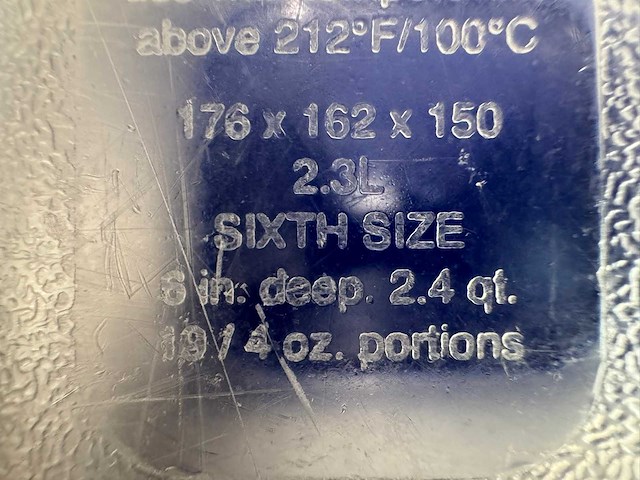 above 212°F/100°C
176 x 162 x 150
2.3L
SIXTH SIZE
6 in. deep. 2.4 qt.
19 / 4 oz. portions